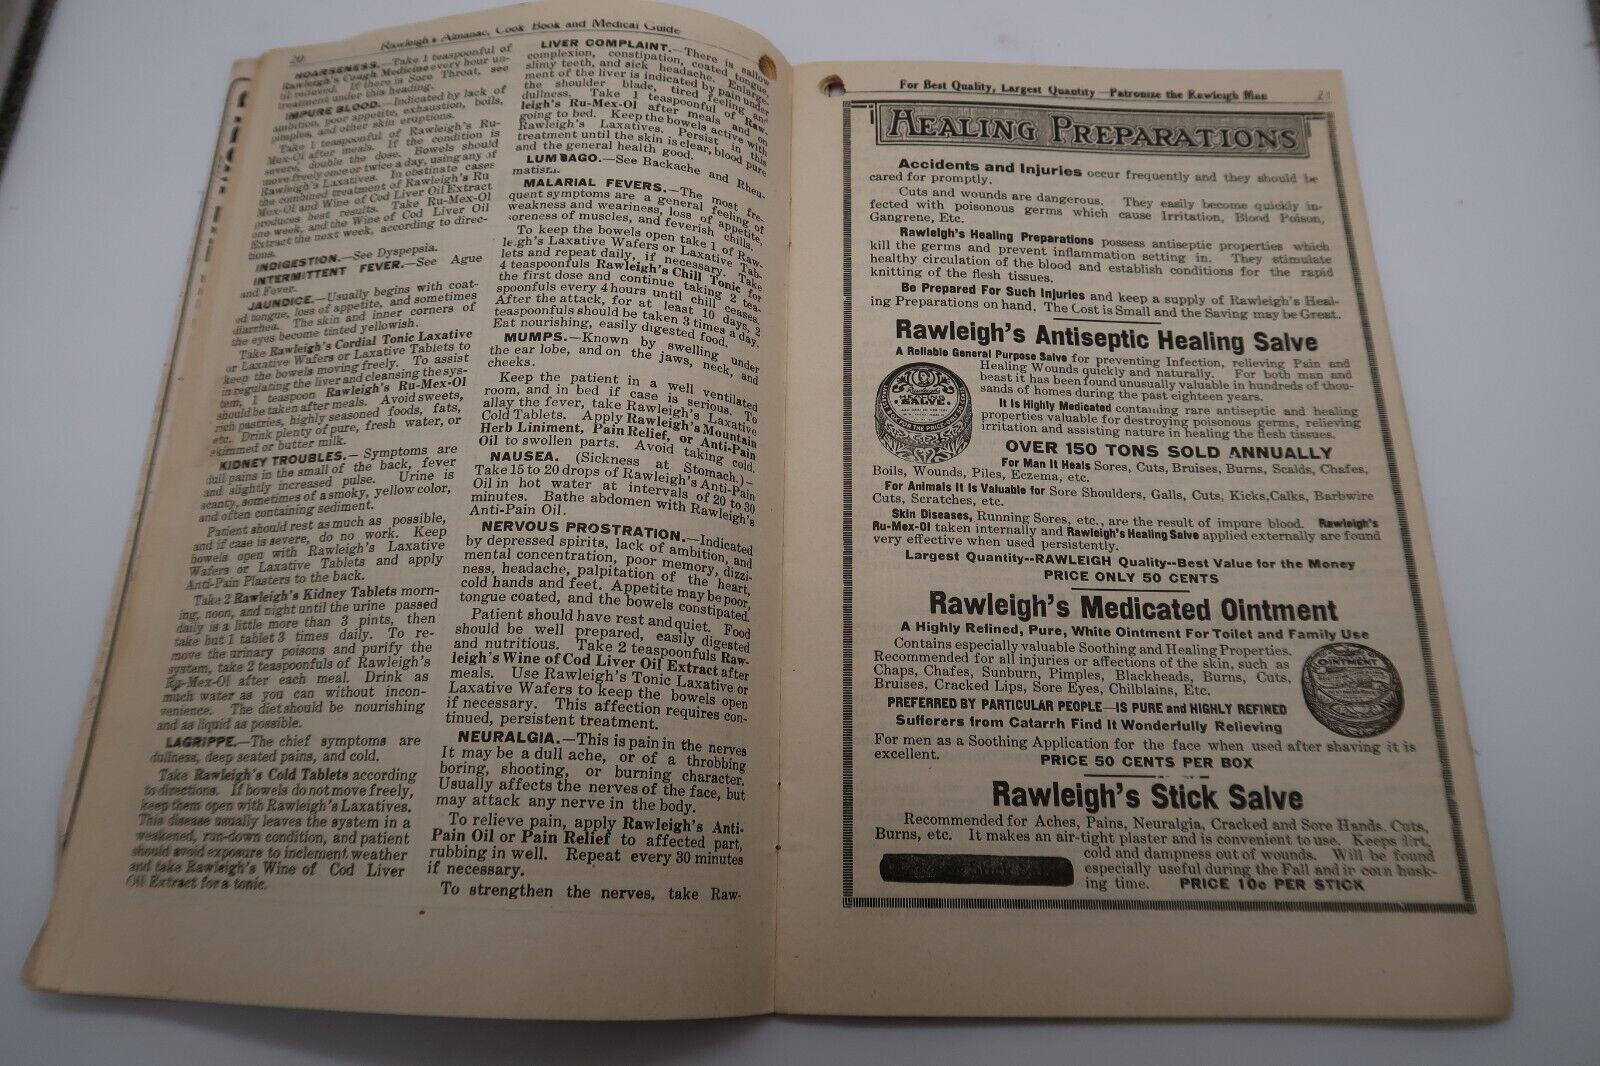 20 Rawleigh's Almanac, Cook Book and Medical Guide
HOARSENESS.—Take 1 teaspoonful of
Rawleigh's Cough Medicine every hour un-
til relieved. If there is Sore Throat, see
treatment under this heading.
IMPURE BLOOD.—Indicated by lack of
ambition, poor appetite, exhaustion, boils,
pimples, and other skin eruptions.
Take 1 teaspoonful of Rawleigh's Ru-
Mex-Ol after meals. If the condition is
severe, double the dose. Bowels should
move freely once or twice a day, using any of
Rawleigh's Laxatives. In obstinate cases
the combined treatment of Rawleigh's Ru
Mex-Ol and Wine of Cod Liver Oil Extract
produces best results. Take Ru-Mex-Ol
one week, and the Wine of Cod Liver Oil
Extract the next week, according to direc-
tions.
INDIGESTION.—See Dyspepsia.
INTERMITTENT FEVER.—See Ague
and Fever.
JAUNDICE.—Usually begins with coat-
ed tongue, loss of appetite, and sometimes
diarrhea. The skin and inner corners of
the eyes become tinted yellowish.
Take Rawleigh's Cordial Tonic Laxative
or Laxative Wafers or Laxative Tablets to
keep the bowels moving freely. To assist
in regulating the liver and cleansing the sys-
tem, 1 teaspoon Rawleigh's Ru-Mex-Ol
should be taken after meals. Avoid sweets,
rich pastries, highly seasoned foods, fats,
etc. Drink plenty of pure, fresh water, or
skimmed or butter milk.
KIDNEY TROUBLES.— Symptoms are
dull pains in the small of the back, fever
and slightly increased pulse. Urine is
scanty, sometimes of a smoky, yellow color,
and often containing sediment.
Patient should rest as much as possible,
and if case is severe, do no work. Keep
bowels open with Rawleigh's Laxative
Wafers or Laxative Tablets and apply
Anti-Pain Plasters to the back.
Take 2 Rawleigh's Kidney Tablets morn-
ing, noon, and night until the urine passed
daily is a little more than 3 pints, then
take but 1 tablet 3 times daily. To re-
move the urinary poisons and purify the
system, take 2 teaspoonfuls of Rawleigh's
Ru-Mex-Ol after each meal. Drink as
much water as you can without incon-
venience. The diet should be nourishing
and as liquid as possible.
LAGRIPPE.—The chief symptoms are
dullness, deep seated pains, and cold.
Take Rawleigh's Cold Tablets according
to directions. If bowels do not move freely,
keep them open with Rawleigh's Laxatives.
This disease usually leaves the system in a
weakened, run-down condition, and patient
should avoid exposure to inclement weather
and take Rawleigh's Wine of Cod Liver
Oil Extract for a tonic.
LIVER COMPLAINT.—There is sallow
complexion, constipation, coated tongue,
slimy teeth, and sick headache. Enlarge-
ment of the liver is indicated by pain under
the shoulder blade, tired feeling and
dullness. Take 1 teaspoonful of Raw-
leigh's Ru-Mex-Ol after meals and on
going to bed. Keep the bowels active with
Rawleigh's Laxatives. Persist in this
treatment until the skin is clear, blood pure
and the general health good.
LUMBAGO.—See Backache and Rheu-
matism.
MALARIAL FEVERS.—The most fre-
quent symptoms are a general feeling of
weakness and weariness, loss of appetite,
soreness of muscles, and feverish chills.
To keep the bowels open take 1 of Raw-
leigh's Laxative Wafers or Laxative Tab-
lets and repeat daily, if necessary. Take
4 teaspoonfuls Rawleigh's Chill Tonic for
the first dose and continue taking 2 tea-
spoonfuls every 4 hours until chill ceases.
After the attack, for at least 10 days, 2
teaspoonfuls should be taken 3 times a day.
Eat nourishing, easily digested food.
MUMPS.—Known by swelling under
the ear lobe, and on the jaws, neck, and
cheeks.
Keep the patient in a well ventilated
room, and in bed if case is serious. To
allay the fever, take Rawleigh's Laxative
Cold Tablets. Apply Rawleigh's Mountain
Herb Liniment, Pain Relief, or Anti-Pain
Oil to swollen parts. Avoid taking cold.
NAUSEA. (Sickness at Stomach.)—
Take 15 to 20 drops of Rawleigh's Anti-Pain
Oil in hot water at intervals of 20 to 30
minutes. Bathe abdomen with Rawleigh's
Anti-Pain Oil.
NERVOUS PROSTRATION.—Indicated
by depressed spirits, lack of ambition, and
mental concentration, poor memory, dizzi-
ness, headache, palpitation of the heart,
cold hands and feet. Appetite may be poor,
tongue coated, and the bowels constipated.
Patient should have rest and quiet. Food
should be well prepared, easily digested
and nutritious. Take 2 teaspoonfuls Raw-
leigh's Wine of Cod Liver Oil Extract after
meals. Use Rawleigh's Tonic Laxative or
Laxative Wafers to keep the bowels open
if necessary. This affection requires con-
tinued, persistent treatment.
NEURALGIA.—This is pain in the nerves
It may be a dull ache, or of a throbbing
boring, shooting, or burning character.
Usually affects the nerves of the face, but
may attack any nerve in the body.
To relieve pain, apply Rawleigh's Anti-
Pain Oil or Pain Relief to affected part,
rubbing in well. Repeat every 30 minutes
if necessary.
To strengthen the nerves, take Raw-
For Best Quality, Largest Quantity—Patronize the Rawleigh Man 21
HEALING PREPARATIONS
Accidents and Injuries occur frequently and they should be
cared for promptly.
Cuts and wounds are dangerous. They easily become quickly in-
fected with poisonous germs which cause Irritation, Blood Poison,
Gangrene, Etc.
Rawleigh's Healing Preparations possess antiseptic properties which
kill the germs and prevent inflammation setting in. They stimulate
healthy circulation of the blood and establish conditions for the rapid
knitting of the flesh tissues.
Be Prepared For Such Injuries and keep a supply of Rawleigh's Heal-
ing Preparations on hand. The Cost is Small and the Saving may be Great.
Rawleigh's Antiseptic Healing Salve
A Reliable General Purpose Salve for preventing Infection, relieving Pain and
Healing Wounds quickly and naturally. For both man and
beast it has been found unusually valuable in hundreds of thou-
sands of homes during the past eighteen years.
It Is Highly Medicated containing rare antiseptic and healing
properties valuable for destroying poisonous germs, relieving
irritation and assisting nature in healing the flesh tissues.
OVER 150 TONS SOLD ANNUALLY
For Man It Heals Sores, Cuts, Bruises, Burns, Scalds, Chafes,
Boils, Wounds, Piles, Eczema, etc.
For Animals It Is Valuable for Sore Shoulders, Galls, Cuts, Kicks, Calks, Barbwire
Cuts, Scratches, etc.
Skin Diseases, Running Sores, etc., are the result of impure blood. Rawleigh's
Ru-Mex-Ol taken internally and Rawleigh's Healing Salve applied externally are found
very effective when used persistently.
Largest Quantity--RAWLEIGH Quality--Best Value for the Money
PRICE ONLY 50 CENTS
Rawleigh's Medicated Ointment
A Highly Refined, Pure, White Ointment For Toilet and Family Use
Contains especially valuable Soothing and Healing Properties.
Recommended for all injuries or affections of the skin, such as
Chaps, Chafes, Sunburn, Pimples, Blackheads, Burns, Cuts,
Bruises, Cracked Lips, Sore Eyes, Chilblains, Etc.
OINTMENT
PREFERRED BY PARTICULAR PEOPLE—IS PURE and HIGHLY REFINED
Sufferers from Catarrh Find It Wonderfully Relieving
For men as a Soothing Application for the face when used after shaving it is
excellent.
PRICE 50 CENTS PER BOX
Rawleigh's Stick Salve
Recommended for Aches, Pains, Neuralgia, Cracked and Sore Hands, Cuts,
Burns, etc. It makes an air-tight plaster and is convenient to use. Keeps dirt,
cold and dampness out of wounds. Will be found
especially useful during the Fall and in corn husk-
ing time. PRICE 10c PER STICK